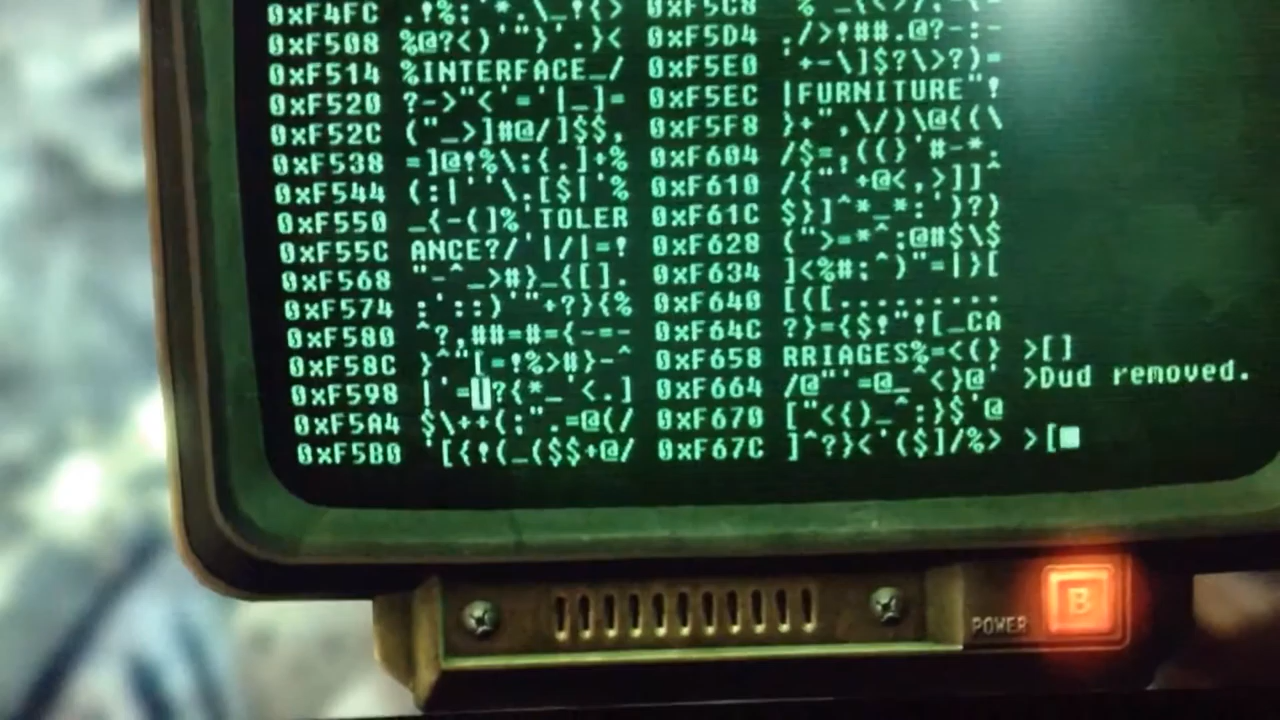 0xF4FC .!%:'*.\_!{> 0xF5C8
0xF508 %@?<)'"}'.}< 0xF5D4 ./>!##.@?-:-
0xF514 %INTERFACE_/ 0xF5E0 '+-\]$?\>?)=
0xF520 ?->"<'='|_]= 0xF5EC |FURNITURE"!
0xF52C ("_>]#@/]$$, 0xF5F8 }+",\/)\@{(\
0xF538 =]@!%\:{.]+% 0xF604 /$=,((}'#-*.
0xF544 (:|''\.[$|'% 0xF610 /{"'+@<,>]]^
0xF550 _{-(]%'TOLER 0xF61C $}]^*_*:')?)
0xF55C ANCE?/'|/|=! 0xF628 (">=*^:@#$\$
0xF568 "-^_>#}_{[]. 0xF634 ]<%#:^)"=|}[
0xF574 :'::)'"+?}{% 0xF640 [([.........
0xF580 ^?,##=#={-=- 0xF64C ?}={$!"![_CA
0xF58C }^"[=!%>#}-^ 0xF658 RRIAGES%=<(} >[]
0xF598 |'=[?{*_'<.] 0xF664 /@"'=@_^<}@' >Dud removed.
0xF5A4 $\++(:".=@(/ 0xF670 ["<{)_^:}$'@
0xF5B0 '[{!(_($$+@/ 0xF67C ]^?}<'($]/%> >[
POWER
B